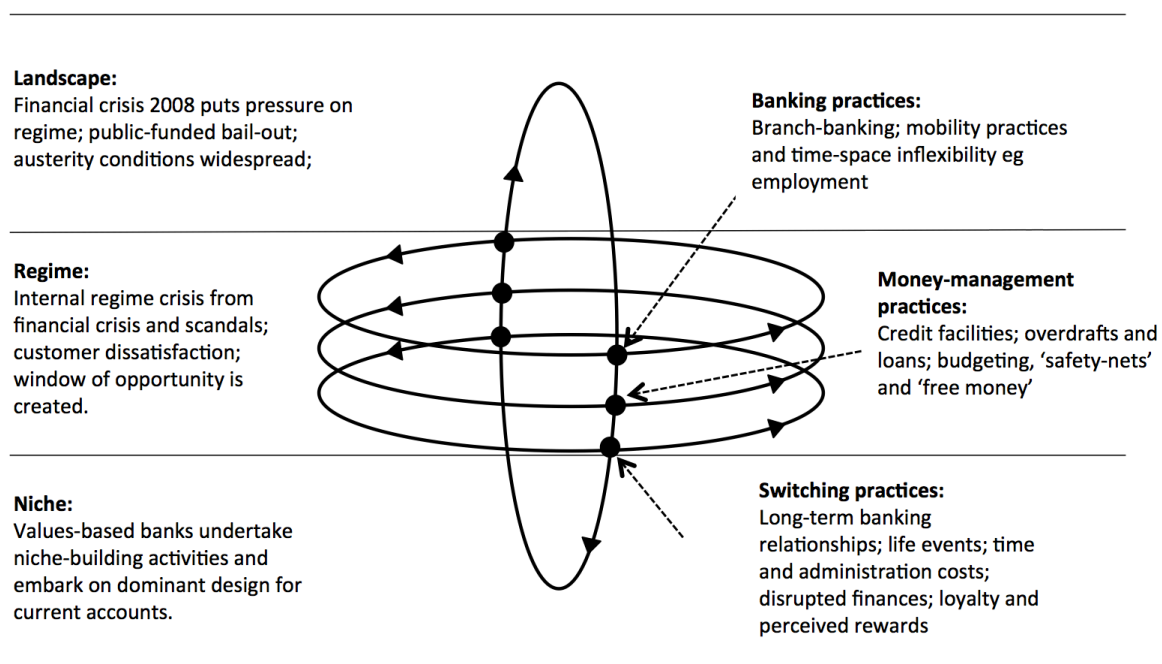 Landscape:
Financial crisis 2008 puts pressure on
regime; public-funded bail-out;
austerity conditions widespread;
Banking practices:
Branch-banking; mobility practices
and time-space inflexibility eg
employment
Regime:
Internal regime crisis from
financial crisis and scandals;
customer dissatisfaction;
window of opportunity is
created.
Money-management
practices:
Credit facilities; overdrafts and
loans; budgeting, ‘safety-nets’
and ‘free money’
Niche:
Values-based banks undertake
niche-building activities and
embark on dominant design for
current accounts.
Switching practices:
Long-term banking
relationships; life events; time
and administration costs;
disrupted finances; loyalty and
perceived rewards